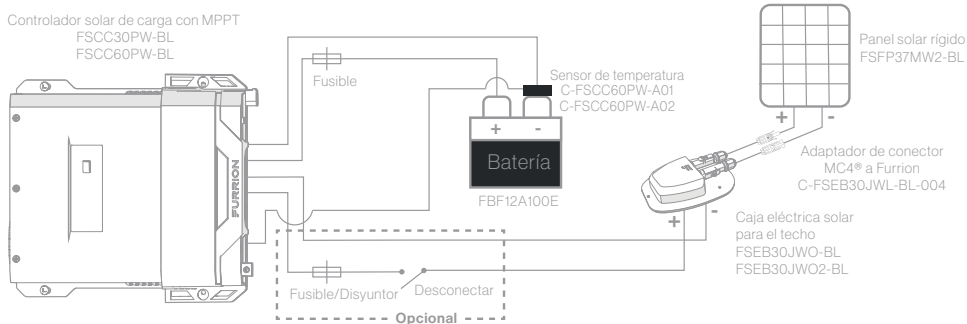 Controlador solar de carga con MPPT
FSCC30PW-BL
FSCC60PW-BL
FURRION
Fusible
Sensor de temperatura
C-FSCC60PW-A01
C-FSCC60PW-A02
+ -
Batería
FBF12A100E
Panel solar rígido
FSFP37MW2-BL
+ -
Adaptador de conector
MC4® a Furrion
C-FSEB30JWL-BL-004
+ -
Caja eléctrica solar
para el techo
FSEB30JWO-BL
FSEB30JWO2-BL
Fusible/Disyuntor
Desconectar
Opcional